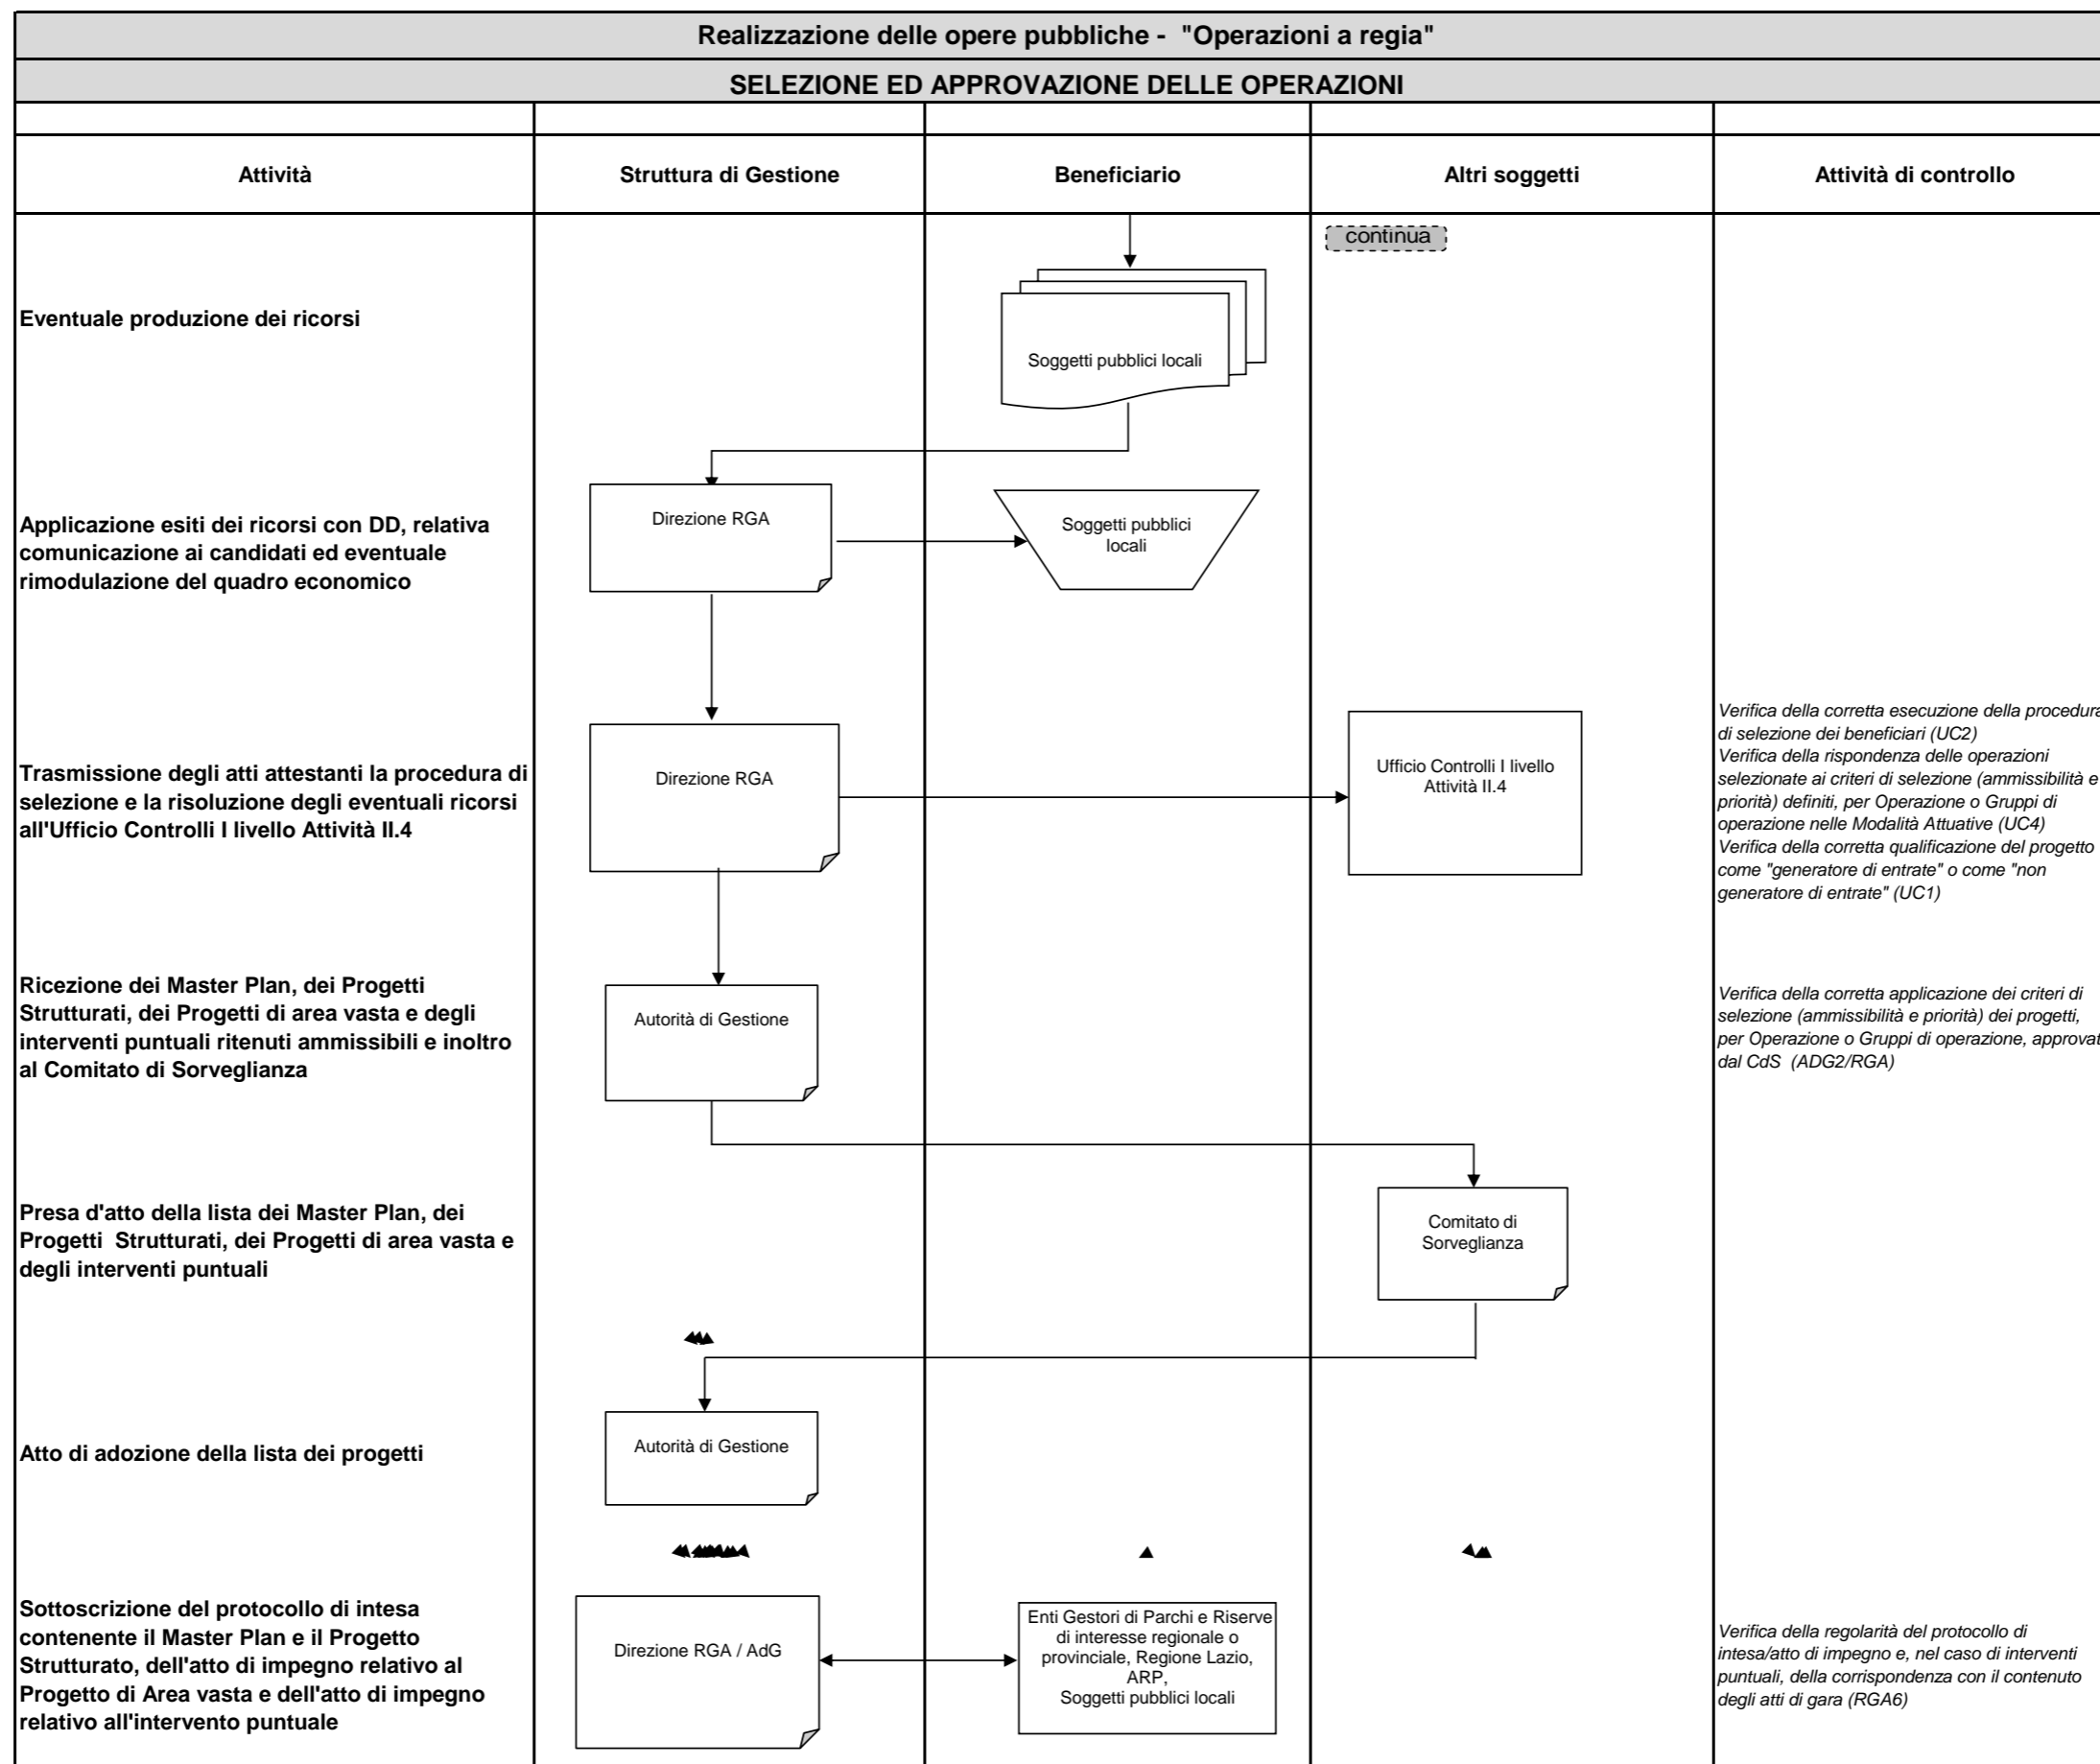 Realizzazione delle opere pubbliche - "Operazioni a regia"
SELEZIONE ED APPROVAZIONE DELLE OPERAZIONI
Attività
Struttura di Gestione
Beneficiario
Altri soggetti
Attività di controllo
continua
Eventuale produzione dei ricorsi
Soggetti pubblici locali
Applicazione esiti dei ricorsi con DD, relativa
comunicazione ai candidati ed eventuale
rimodulazione del quadro economico
Direzione RGA
Soggetti pubblici
locali
Trasmissione degli atti attestanti la procedura di
selezione e la risoluzione degli eventuali ricorsi
all'Ufficio Controlli I livello Attività II.4
Direzione RGA
Ufficio Controlli I livello
Attività II.4
Verifica della corretta esecuzione della procedura
di selezione dei beneficiari (UC2)
Verifica della rispondenza delle operazioni
selezionate ai criteri di selezione (ammissibilità e
priorità) definiti, per Operazione o Gruppi di
operazione nelle Modalità Attuative (UC4)
Verifica della corretta qualificazione del progetto
come "generatore di entrate" o come "non
generatore di entrate" (UC1)
Ricezione dei Master Plan, dei Progetti
Strutturati, dei Progetti di area vasta e degli
interventi puntuali ritenuti ammissibili e inoltro
al Comitato di Sorveglianza
Autorità di Gestione
Verifica della corretta applicazione dei criteri di
selezione (ammissibilità e priorità) dei progetti,
per Operazione o Gruppi di operazione, approvat
dal CdS (ADG2/RGA)
Presa d'atto della lista dei Master Plan, dei
Progetti Strutturati, dei Progetti di area vasta e
degli interventi puntuali
Comitato di
Sorveglianza
Atto di adozione della lista dei progetti
Autorità di Gestione
Sottoscrizione del protocollo di intesa
contenente il Master Plan e il Progetto
Strutturato, dell'atto di impegno relativo al
Progetto di Area vasta e dell'atto di impegno
relativo all'intervento puntuale
Direzione RGA / AdG
Enti Gestori di Parchi e Riserve
di interesse regionale o
provinciale, Regione Lazio,
ARP,
Soggetti pubblici locali
Verifica della regolarità del protocollo di
intesa/atto di impegno e, nel caso di interventi
puntuali, della corrispondenza con il contenuto
degli atti di gara (RGA6)